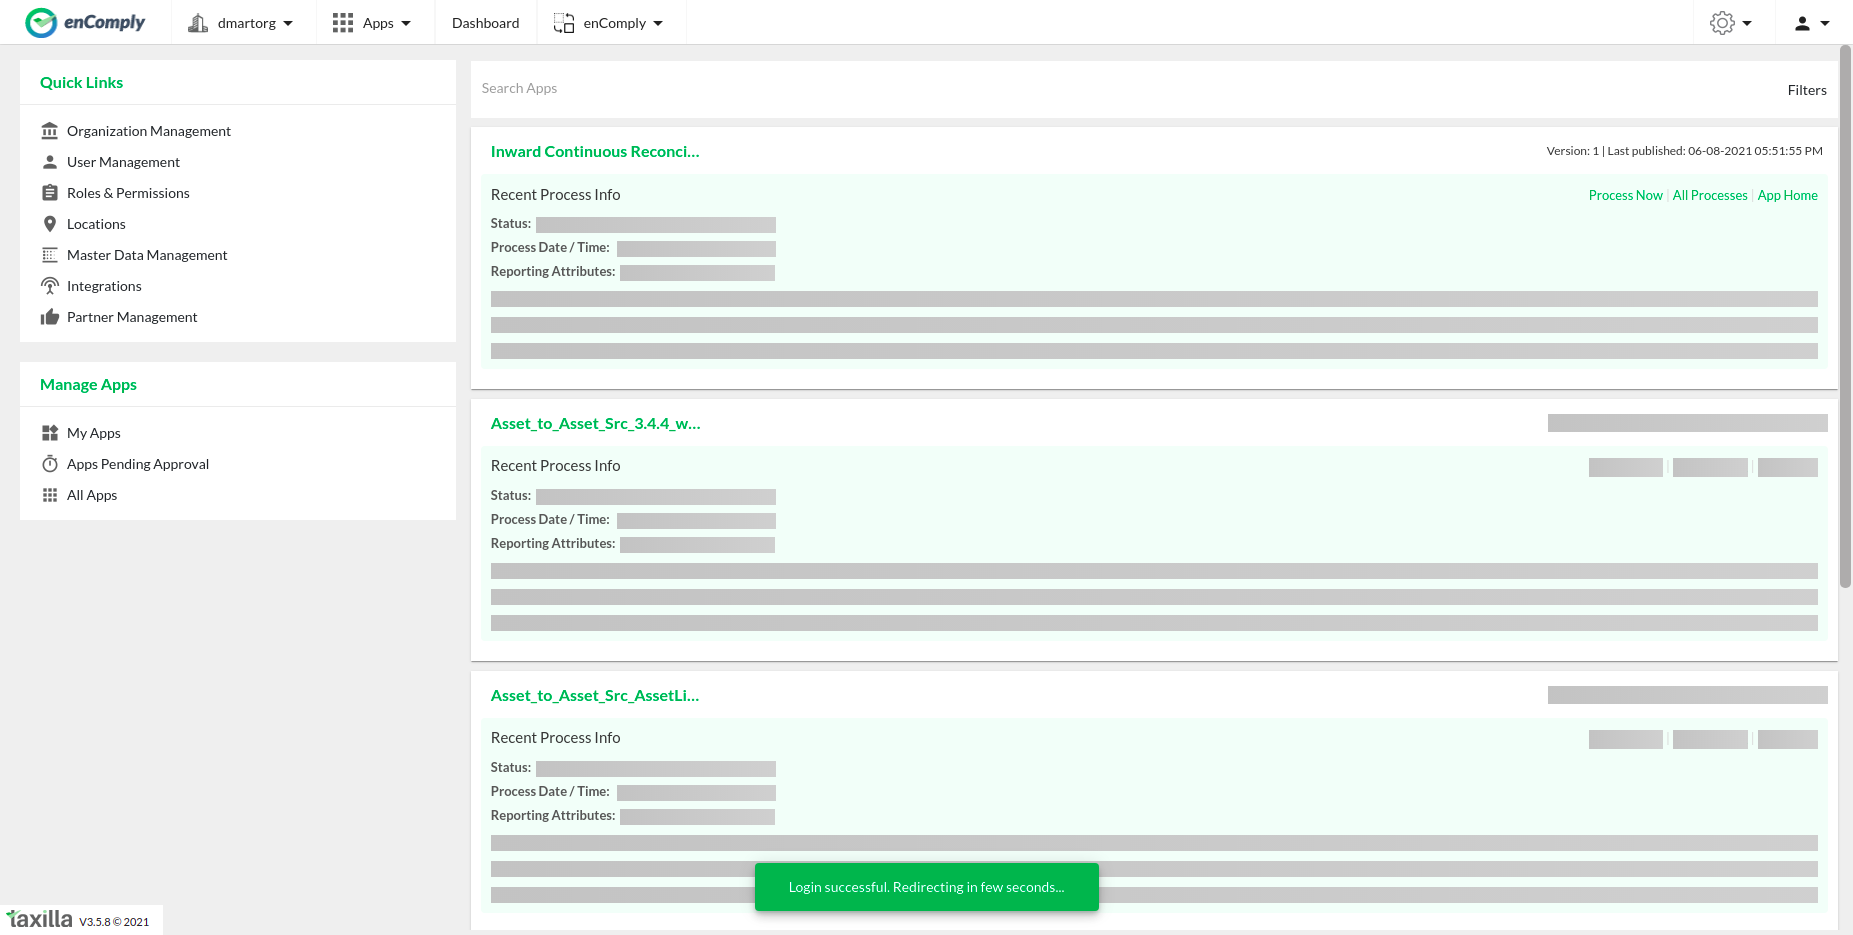 enComply dmartorg Apps Dashboard enComply
Quick Links
Organization Management
User Management
Roles & Permissions
Locations
Master Data Management
Integrations
Partner Management
Manage Apps
My Apps
Apps Pending Approval
All Apps
Search Apps Filters
Inward Continuous Reconci... Version: 1 | Last published: 06-08-2021 05:51:55 PM
Recent Process Info Process Now | All Processes | App Home
Status:
Process Date / Time:
Reporting Attributes:
Asset_to_Asset_Src_3.4.4_w...
Recent Process Info | |
Status:
Process Date / Time:
Reporting Attributes:
Asset_to_Asset_Src_AssetLi...
Recent Process Info | |
Status:
Process Date / Time:
Reporting Attributes:
Login successful. Redirecting in few seconds...
taxilla V3.5.8 © 2021